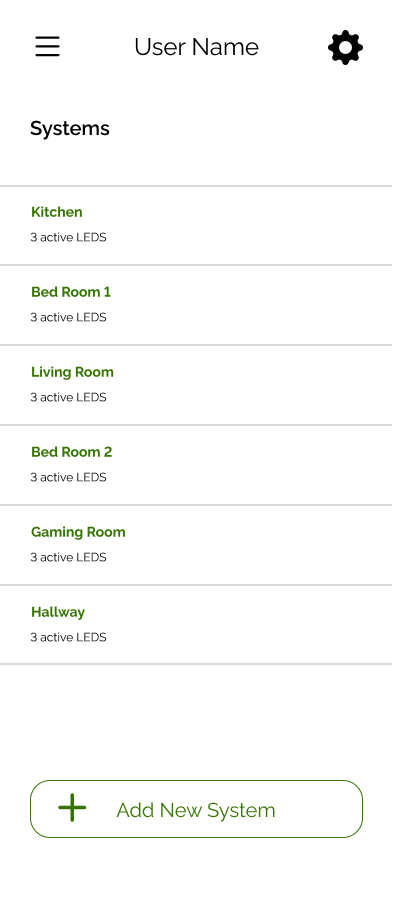 User Name
Systems
Kitchen
3 active LEDS
Bed Room 1
3 active LEDS
Living Room
3 active LEDS
Bed Room 2
3 active LEDS
Gaming Room
3 active LEDS
Hallway
3 active LEDS
Add New System